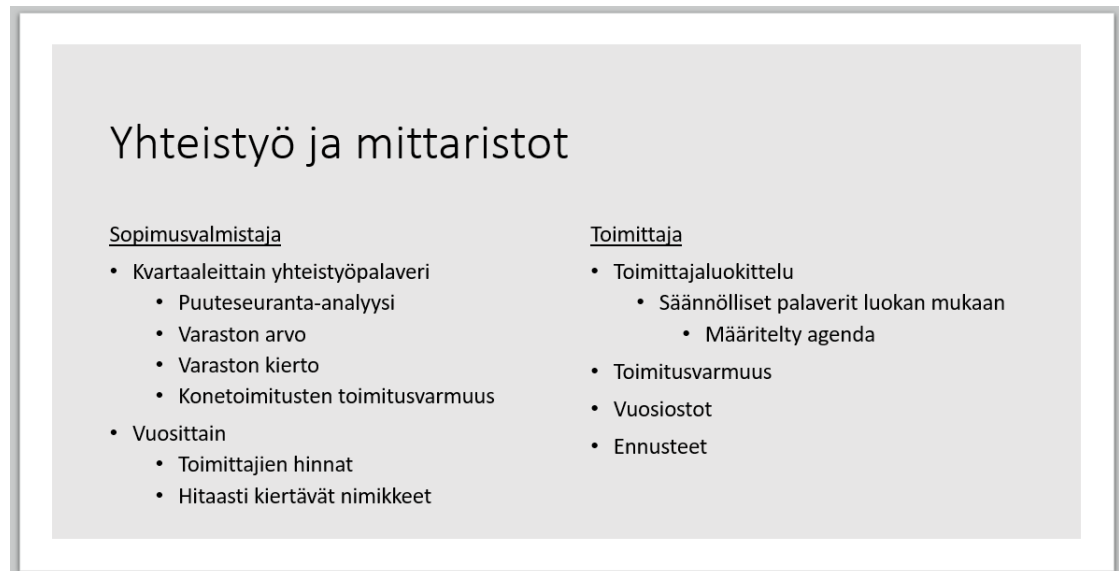 Yhteistyö ja mittaristot
Sopimusvalmistaja
• Kvartaaleittain yhteistyöpalaveri
• Puuteseuranta-analyysi
• Varaston arvo
• Varaston kierto
• Konetoimitusten toimitusvarmuus
• Vuosittain
• Toimittajien hinnat
• Hitaasti kiertävät nimikkeet
Toimittaja
• Toimittajaluokittelu
• Säännölliset palaverit luokan mukaan
• Määritelty agenda
• Toimitusvarmuus
• Vuosiostot
• Ennusteet